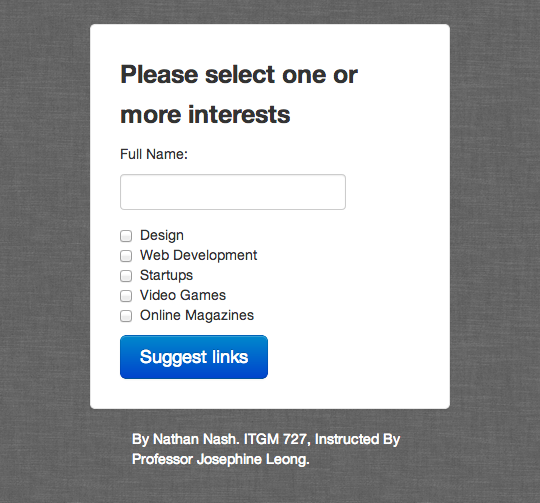 Please select one or
more interests
Full Name:
Design
Web Development
Startups
Video Games
Online Magazines
Suggest links
By Nathan Nash. ITGM 727, Instructed By
Professor Josephine Leong.